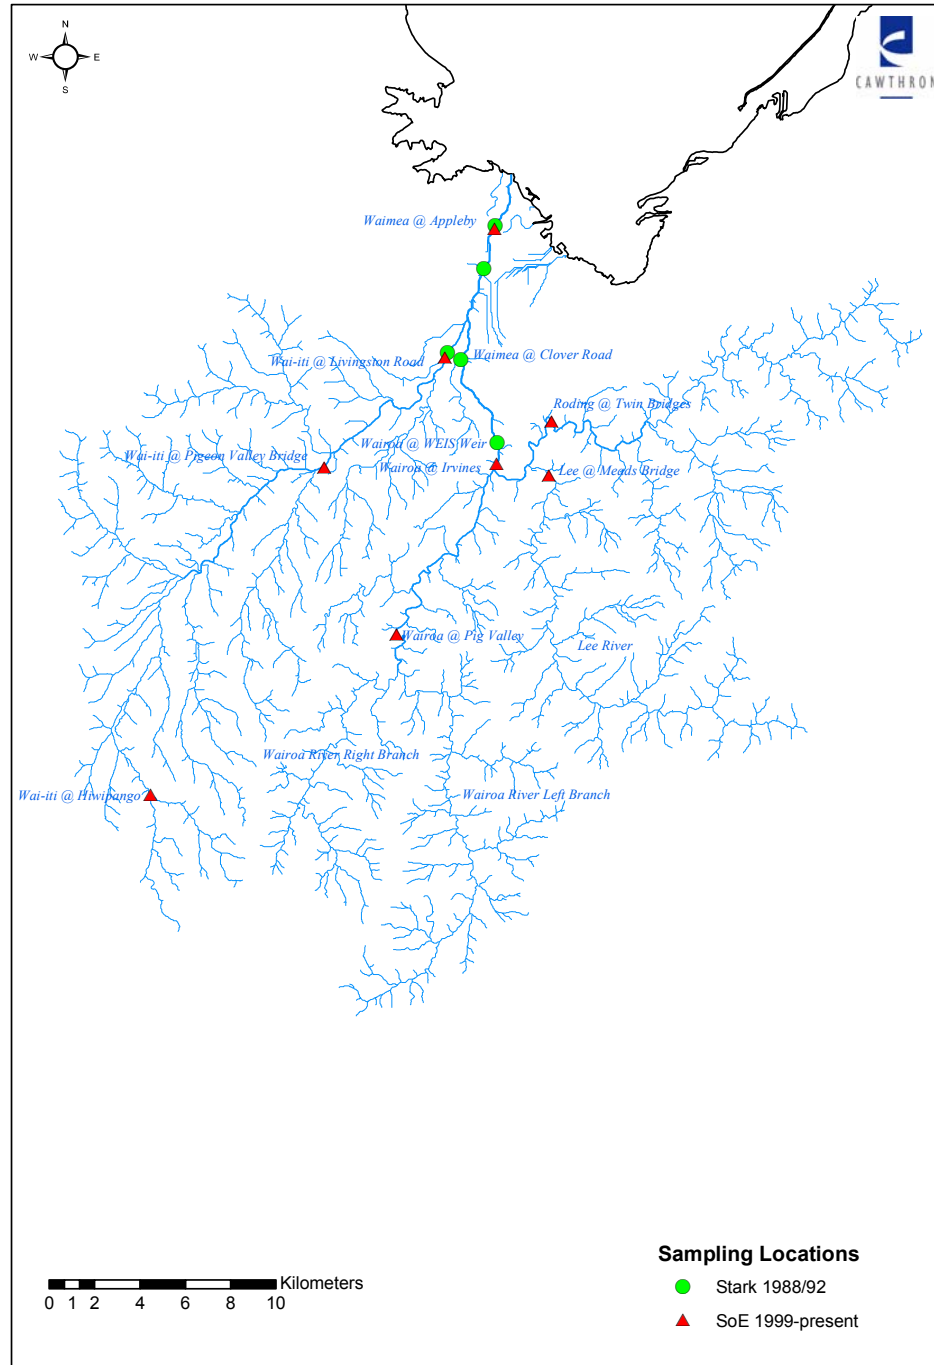 N
W E
S
CAWTHRON
Waimea @ Appleby
Waimea @ Clover Road
Wai-iti @ Livingston Road
Roding @ Twin Bridges
Wairoa @ WEIS Weir
Wai-iti @ Pigeon Valley Bridge
Wairoa @ Irvines
Lee @ Meads Bridge
Wairoa @ Pig Valley
Lee River
Wairoa River Right Branch
Wai-iti @ Hiwipango
Wairoa River Left Branch
Sampling Locations
Stark 1988/92
SoE 1999-present
Kilometers
0 1 2 4 6 8 10